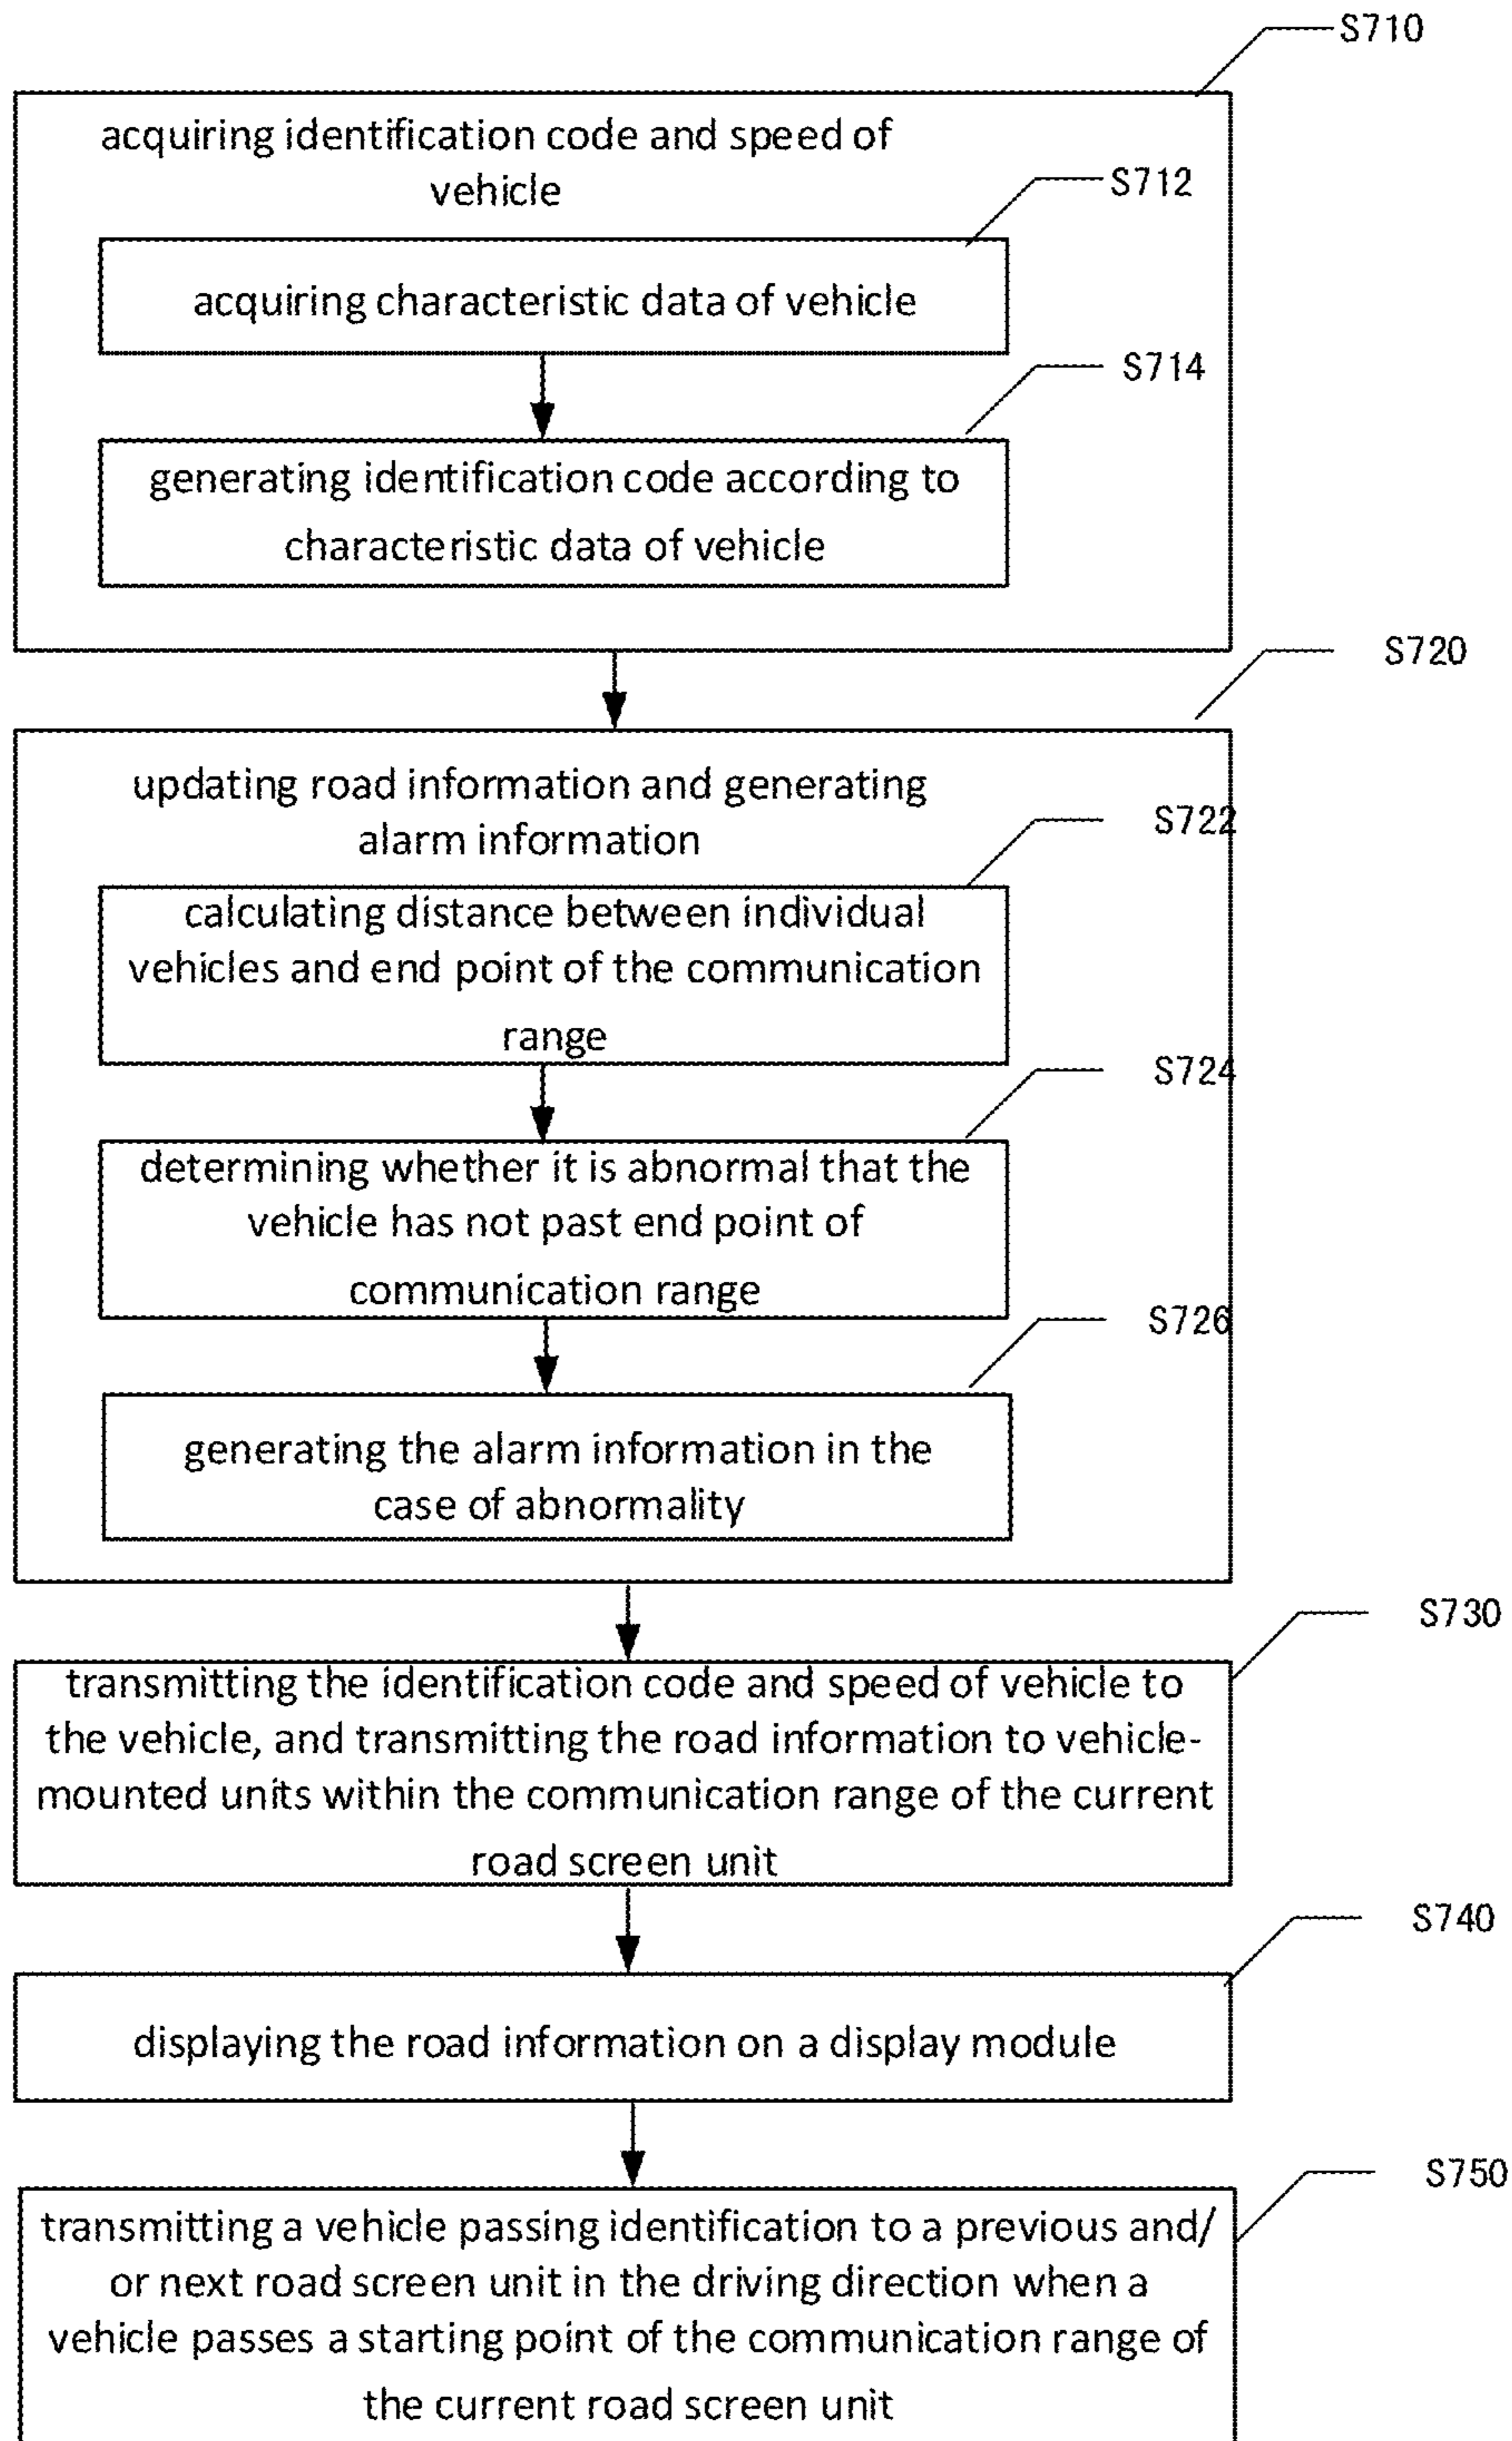 S710
acquiring identification code and speed of
vehicle
S712
acquiring characteristic data of vehicle
S714
generating identification code according to
characteristic data of vehicle
S720
updating road information and generating
alarm information
S722
calculating distance between individual
vehicles and end point of the communication
range
S724
determining whether it is abnormal that the
vehicle has not past end point of
communication range
S726
generating the alarm information in the
case of abnormality
S730
transmitting the identification code and speed of vehicle to
the vehicle, and transmitting the road information to vehicle-
mounted units within the communication range of the current
road screen unit
S740
displaying the road information on a display module
S750
transmitting a vehicle passing identification to a previous and/
or next road screen unit in the driving direction when a
vehicle passes a starting point of the communication range of
the current road screen unit